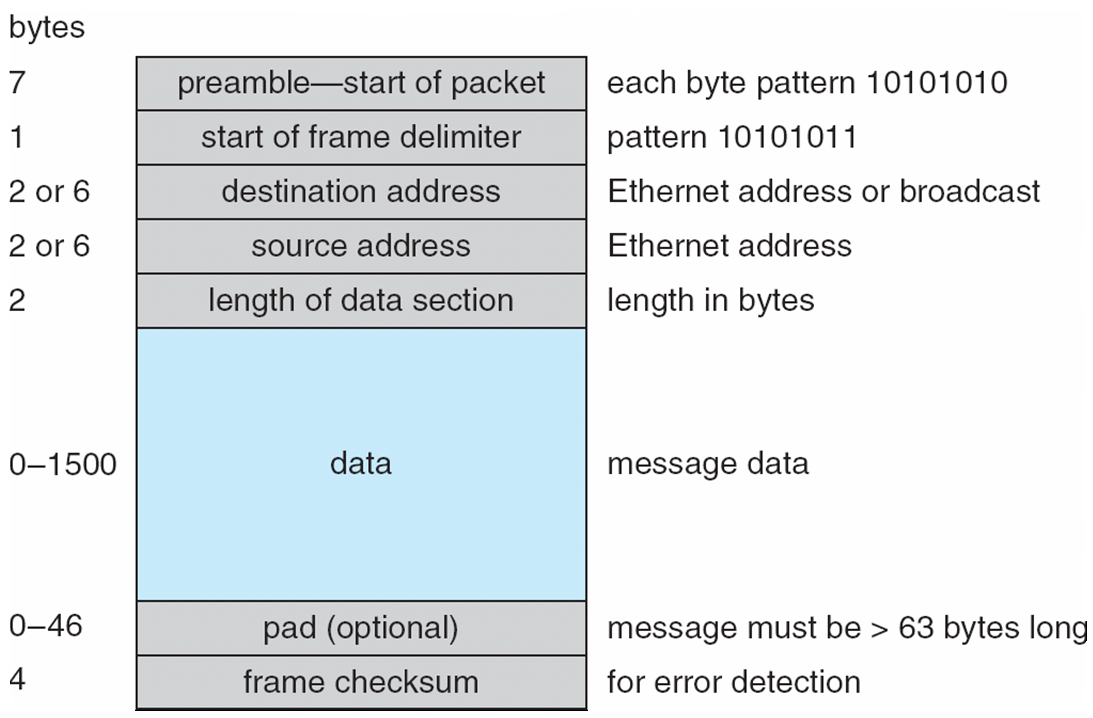 bytes
7 preamble—start of packet each byte pattern 10101010
1 start of frame delimiter pattern 10101011
2 or 6 destination address Ethernet address or broadcast
2 or 6 source address Ethernet address
2 length of data section length in bytes
0–1500 data message data
0–46 pad (optional) message must be > 63 bytes long
4 frame checksum for error detection